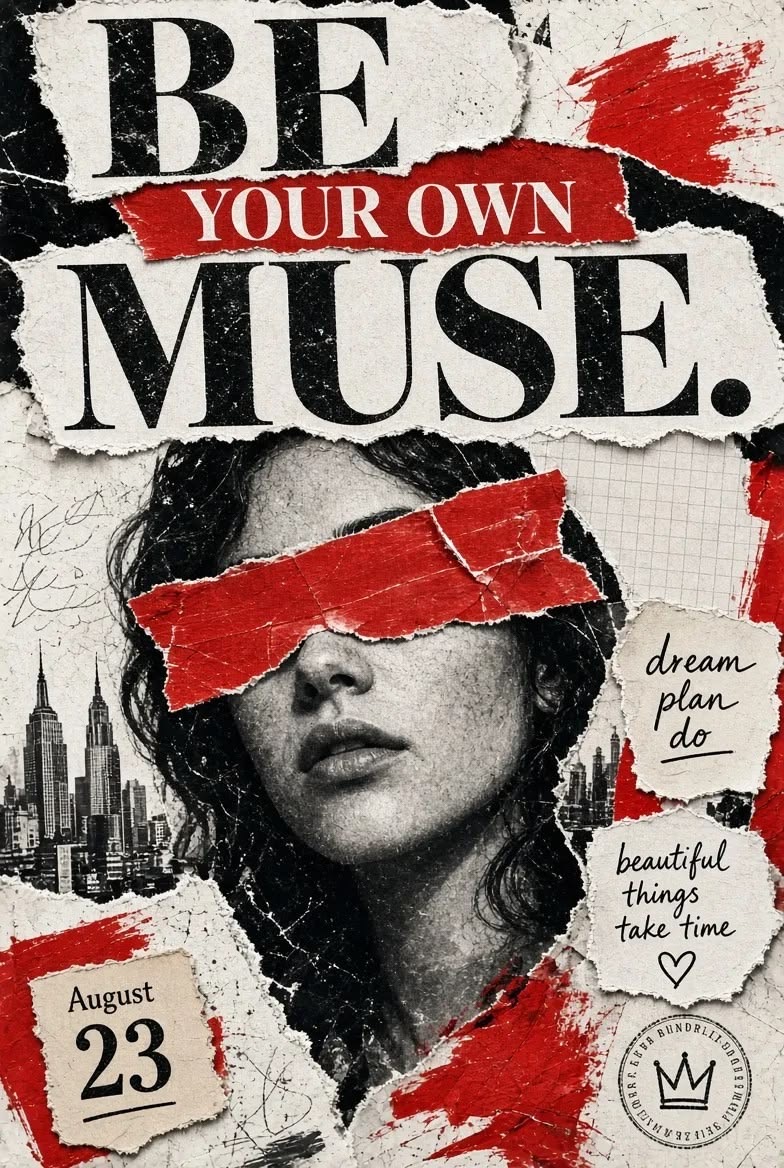 BE
YOUR OWN
MUSE.
dream
plan
do
beautiful
things
take time
August
23